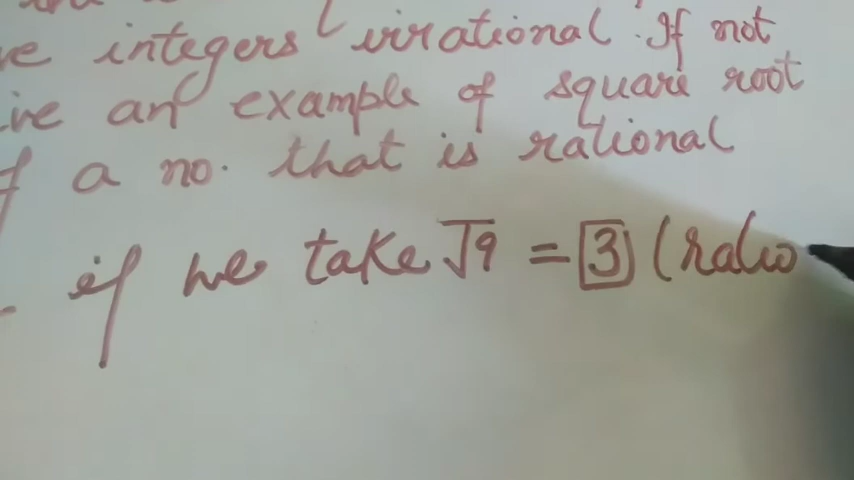 integers irrational. If not
an example of square root
a no. that is rational
if we take √9 = 3 (ratio